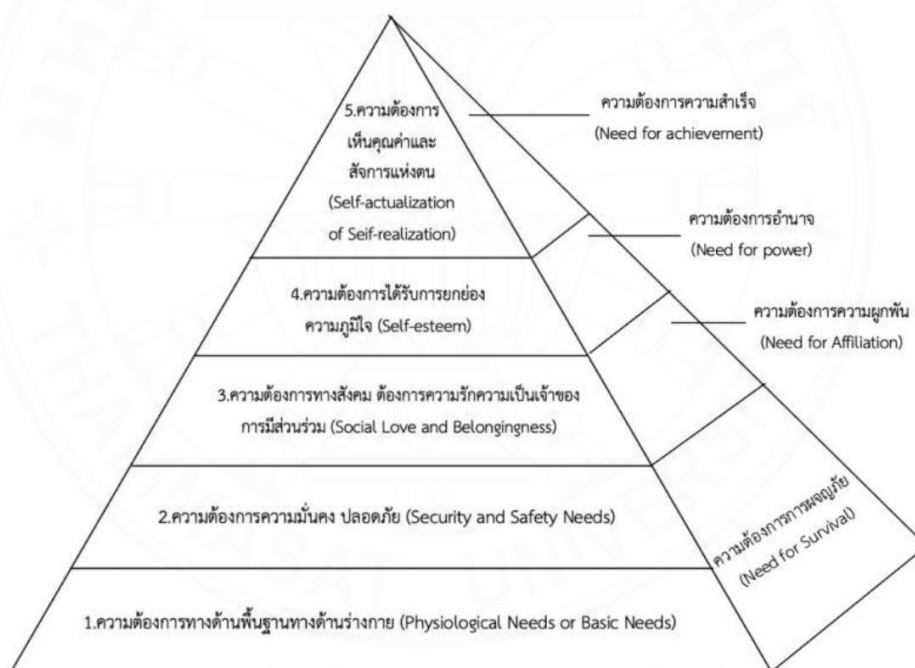 5.ความต้องการ
เห็นคุณค่าและ
สัจการแห่งตน
(Self-actualization
of Seif-realization)
4.ความต้องการได้รับการยกย่อง
ความภูมิใจ (Self-esteem)
3.ความต้องการทางสังคม ต้องการความรักความเป็นเจ้าของ
การมีส่วนร่วม (Social Love and Belongingness)
2.ความต้องการความมั่นคง ปลอดภัย (Security and Safety Needs)
1.ความต้องการทางด้านพื้นฐานทางด้านร่างกาย (Physiological Needs or Basic Needs)
ความต้องการความสำเร็จ
(Need for achievement)
ความต้องการอำนาจ
(Need for power)
ความต้องการความผูกพัน
(Need for Affiliation)
ความต้องการการผจญภัย
(Need for Survival)